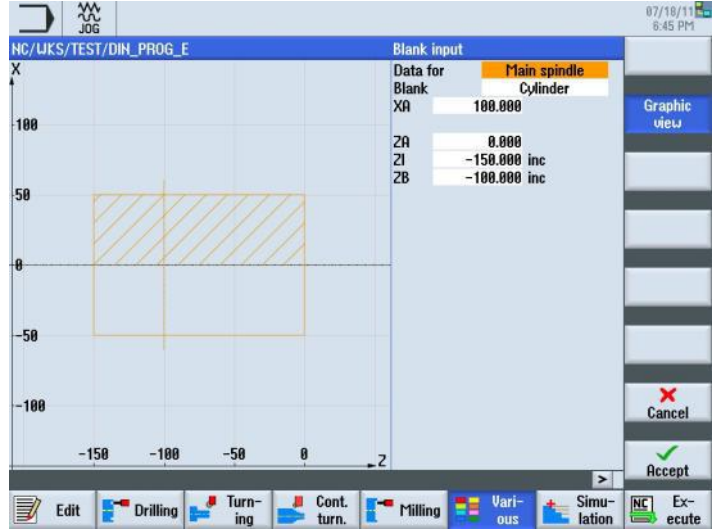 JOG
07/18/11
6:45 PM
NC/WKS/TEST/DIN_PROG_E
Blank input
X
100
50
0
-50
-100
-150 -100 -50 0
Z
Data for Main spindle
Blank Cylinder
XA 100.000
ZA 0.000
ZI -150.000 inc
ZB -100.000 inc
Graphic
view
Cancel
Accept
>
Edit
Drilling
Turn-
ing
Cont.
turn.
Milling
Vari-
ous
Simu-
lation
NC
Ex-
ecute